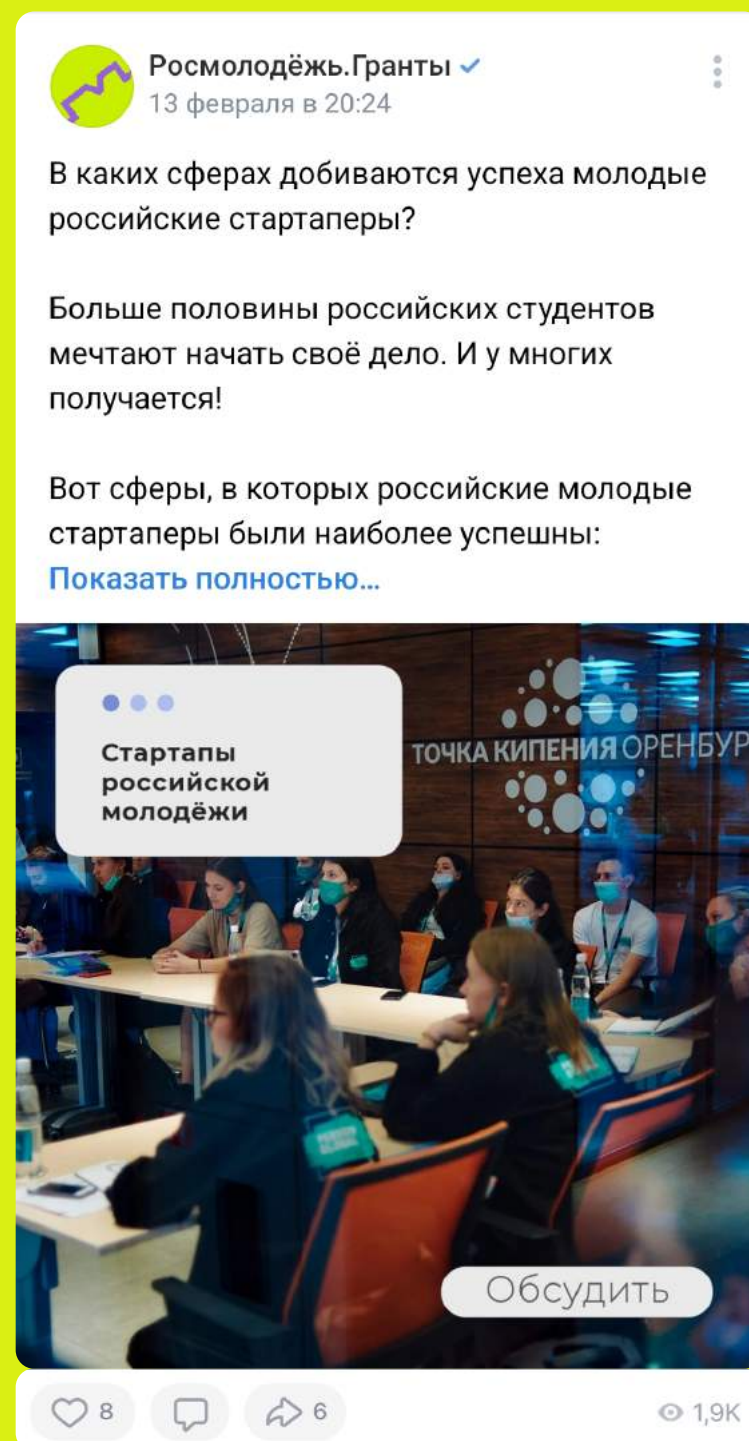 Росмолодёжь.Гранты
13 февраля в 20:24
В каких сферах добиваются успеха молодые
российские стартаперы?
Больше половины российских студентов
мечтают начать своё дело. И у многих
получается!
Вот сферы, в которых российские молодые
стартаперы были наиболее успешны:
Показать полностью...
Стартапы
российской
молодёжи
ТОЧКА КИПЕНИЯ ОРЕНБУР
Обсудить
8
6
1,9K